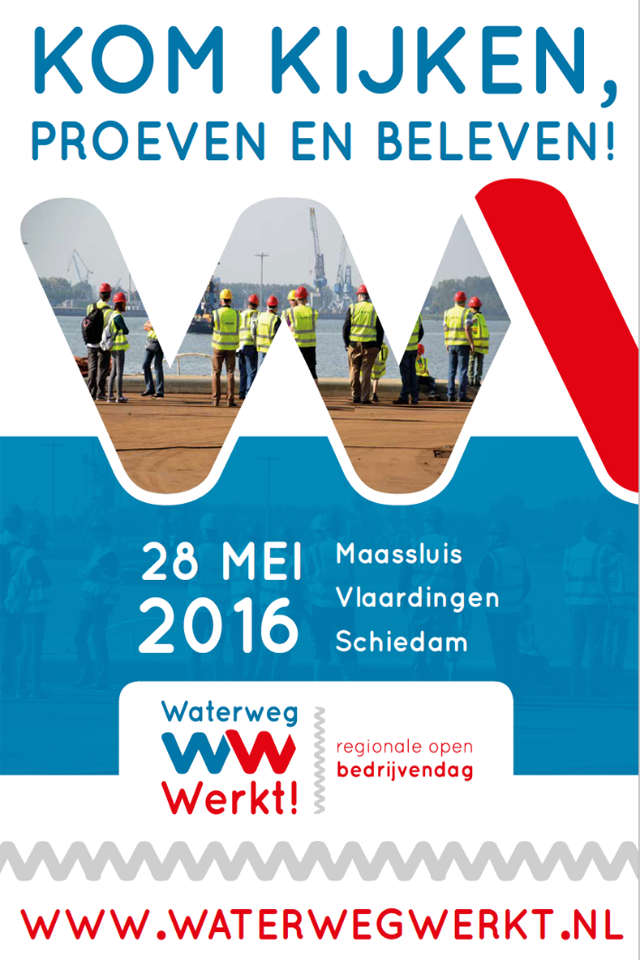 KOM KIJKEN,
PROEVEN EN BELEVEN!
28 MEI
2016
Maassluis
Vlaardingen
Schiedam
Waterweg
WW
Werkt!
regionale open
bedrijvendag
WWW.WATERWEGWERKT.NL